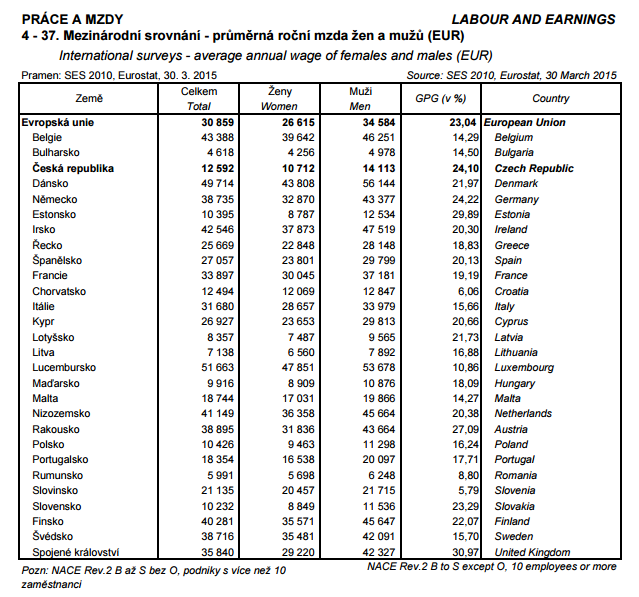 PRÁCE A MZDY LABOUR AND EARNINGS
4 - 37. Mezinárodní srovnání - průměrná roční mzda žen a mužů (EUR)
International surveys - average annual wage of females and males (EUR)
Pramen: SES 2010, Eurostat, 30. 3. 2015 Source: SES 2010, Eurostat, 30 March 2015
Země Celkem Total Ženy Women Muži Men GPG (v %) Country
Evropská unie 30 859 26 615 34 584 23,04 European Union
Belgie 43 388 39 642 46 251 14,29 Belgium
Bulharsko 4 618 4 256 4 978 14,50 Bulgaria
Česká republika 12 592 10 712 14 113 24,10 Czech Republic
Dánsko 49 714 43 808 56 144 21,97 Denmark
Německo 38 735 32 870 43 377 24,22 Germany
Estonsko 10 395 8 787 12 534 29,89 Estonia
Irsko 42 546 37 873 47 519 20,30 Ireland
Řecko 25 669 22 848 28 148 18,83 Greece
Španělsko 27 057 23 801 29 799 20,13 Spain
Francie 33 897 30 045 37 181 19,19 France
Chorvatsko 12 494 12 069 12 847 6,06 Croatia
Itálie 31 680 28 657 33 979 15,66 Italy
Kypr 26 927 23 653 29 813 20,66 Cyprus
Lotyšsko 8 357 7 487 9 565 21,73 Latvia
Litva 7 138 6 560 7 892 16,88 Lithuania
Lucembursko 51 663 47 851 53 678 10,86 Luxembourg
Maďarsko 9 916 8 909 10 876 18,09 Hungary
Malta 18 744 17 031 19 866 14,27 Malta
Nizozemsko 41 149 36 358 45 664 20,38 Netherlands
Rakousko 38 895 31 836 43 664 27,09 Austria
Polsko 10 426 9 463 11 298 16,24 Poland
Portugalsko 18 354 16 538 20 097 17,71 Portugal
Rumunsko 5 991 5 698 6 248 8,80 Romania
Slovinsko 21 135 20 457 21 715 5,79 Slovenia
Slovensko 10 232 8 849 11 536 23,29 Slovakia
Finsko 40 281 35 571 45 647 22,07 Finland
Švédsko 38 716 35 481 42 091 15,70 Sweden
Spojené království 35 840 29 220 42 327 30,97 United Kingdom
Pozn: NACE Rev.2 B až S bez O, podniky s více než 10 NACE Rev.2 B to S except O, 10 employees or more
zaměstnanci